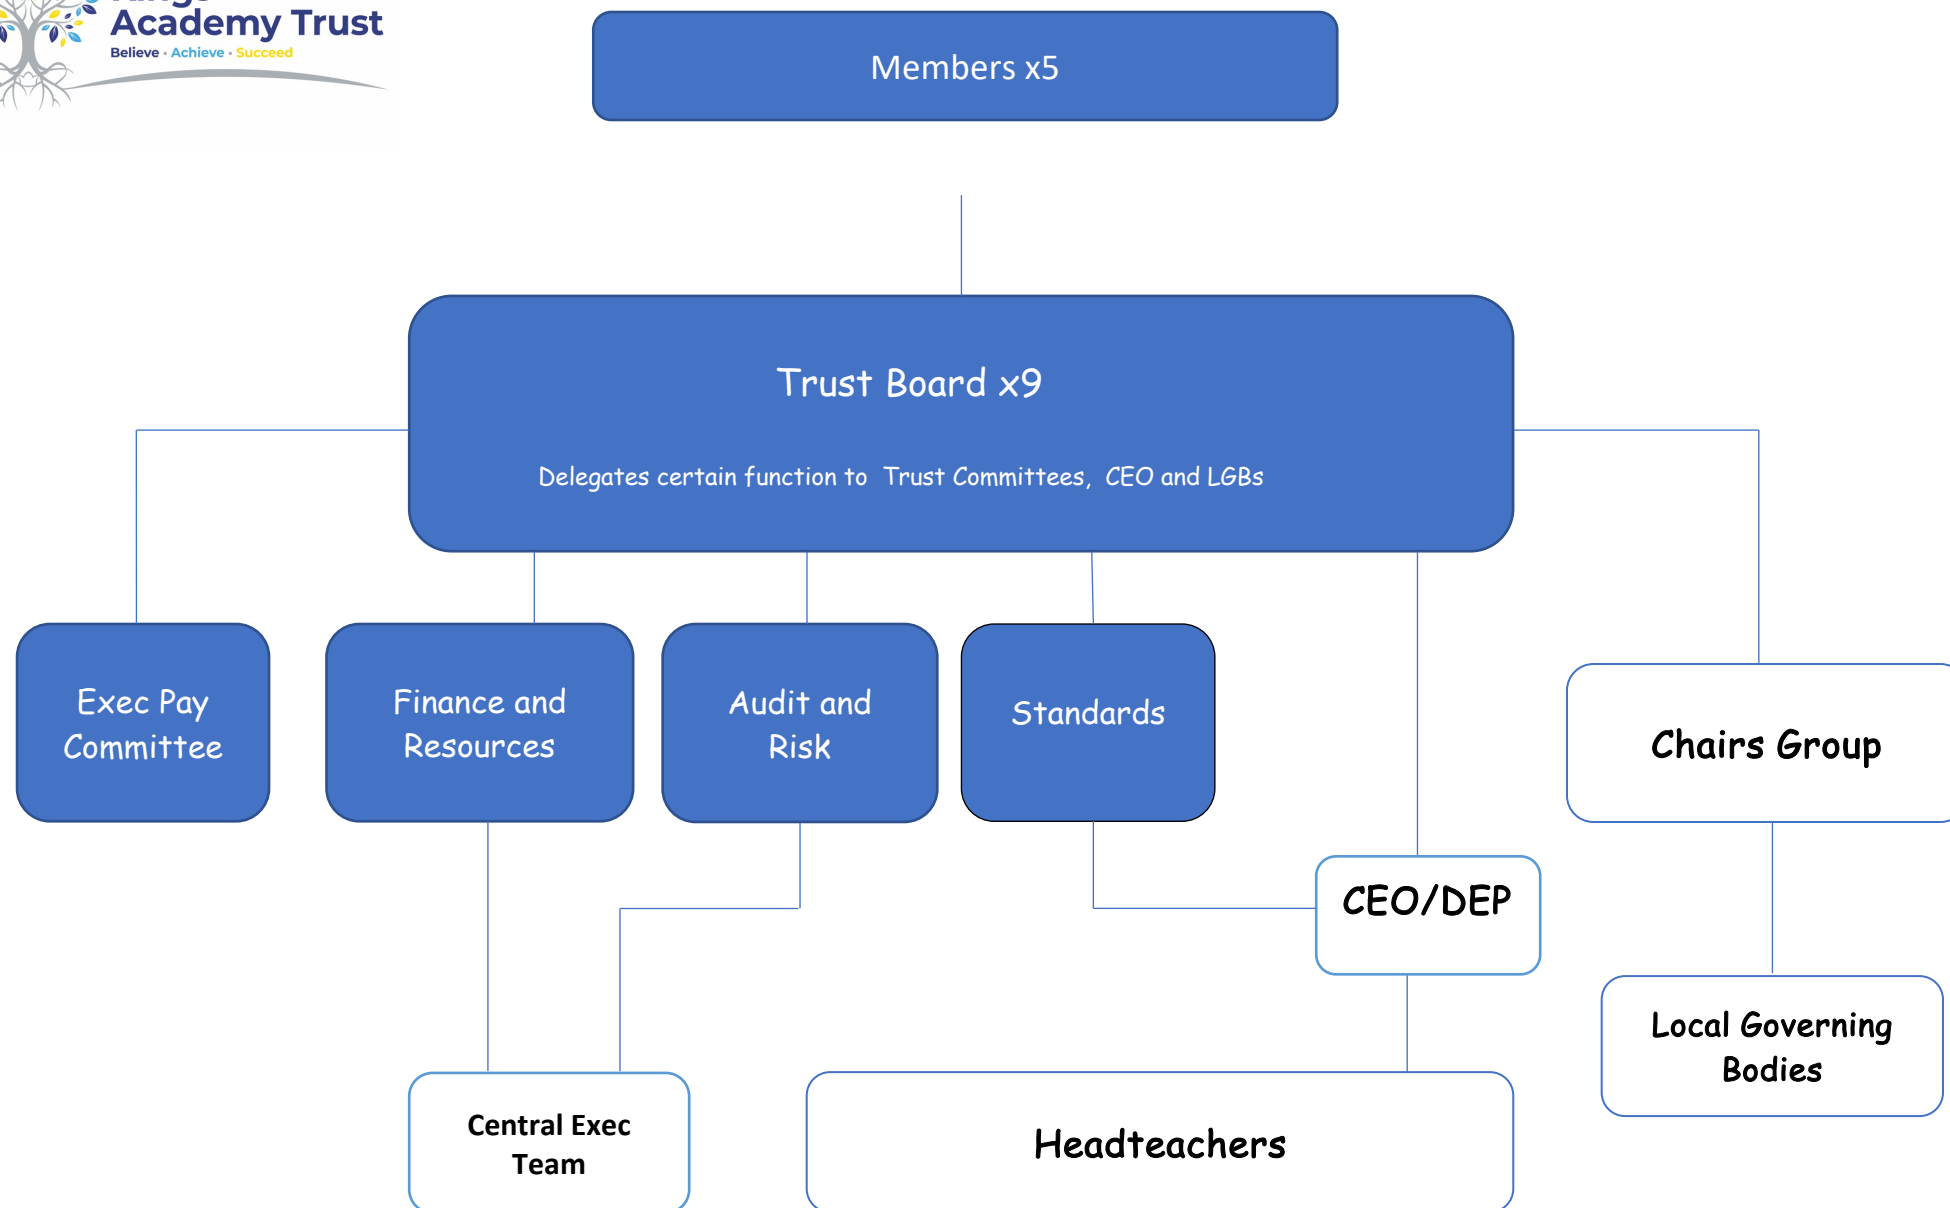 Academy Trust
Believe · Achieve · Succeed
Members x5
Trust Board x9
Delegates certain function to Trust Committees, CEO and LGBs
Exec Pay
Committee
Finance and
Resources
Audit and
Risk
Standards
Chairs Group
CEO/DEP
Local Governing
Bodies
Central Exec
Team
Headteachers